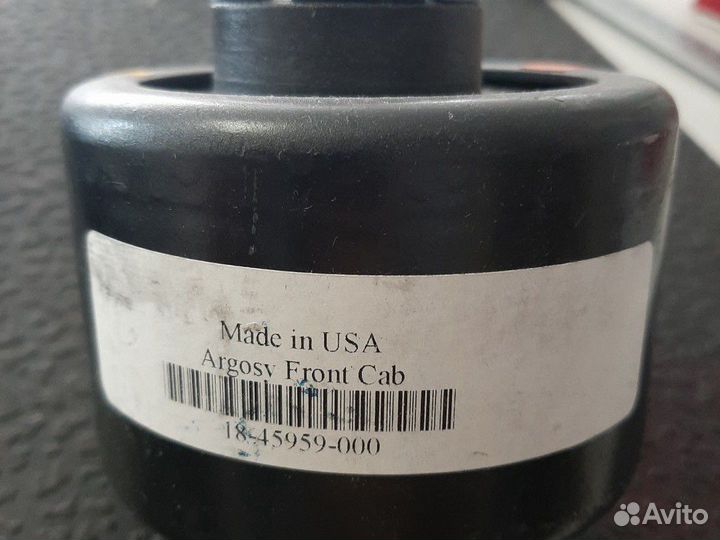 Made in USA
Argosy Front Cab
18-45959-000
Avito